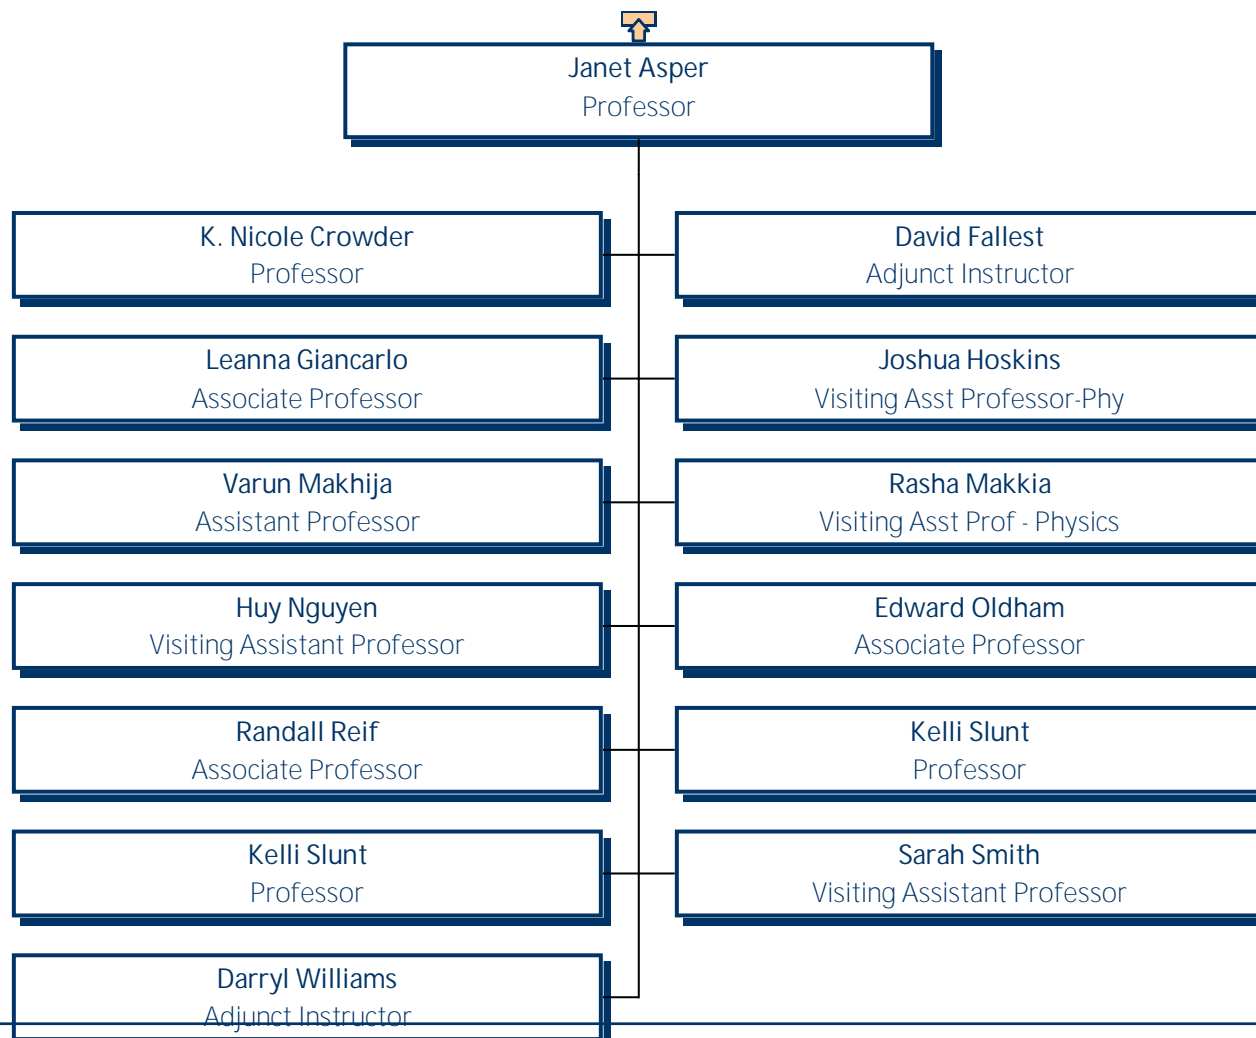 Janet Asper
Professor
K. Nicole Crowder
Professor
David Fallest
Adjunct Instructor
Leanna Giancarlo
Associate Professor
Joshua Hoskins
Visiting Asst Professor-Phy
Varun Makhija
Assistant Professor
Rasha Makkia
Visiting Asst Prof - Physics
Huy Nguyen
Visiting Assistant Professor
Edward Oldham
Associate Professor
Randall Reif
Associate Professor
Kelli Slunt
Professor
Kelli Slunt
Professor
Sarah Smith
Visiting Assistant Professor
Darryl Williams
Adjunct Instructor